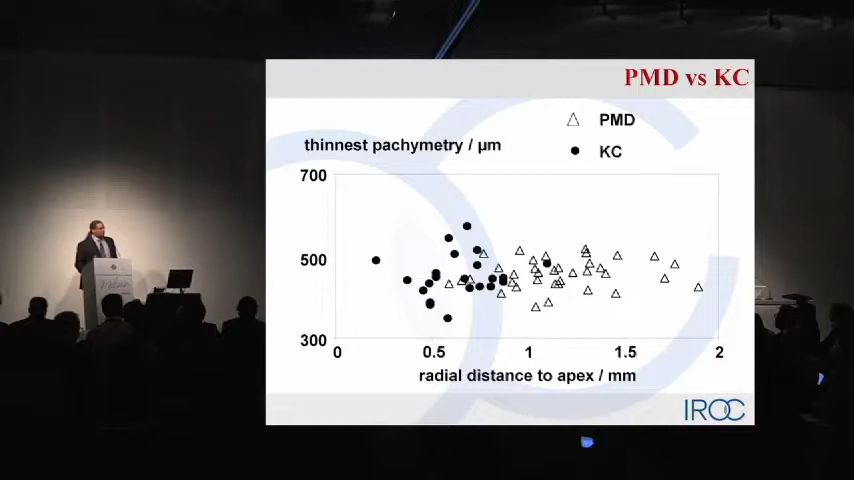 PMD vs KC
PMD
thinnest pachymetry / µm
KC
700
500
300
0 0.5 1 1.5 2
radial distance to apex / mm
IROC